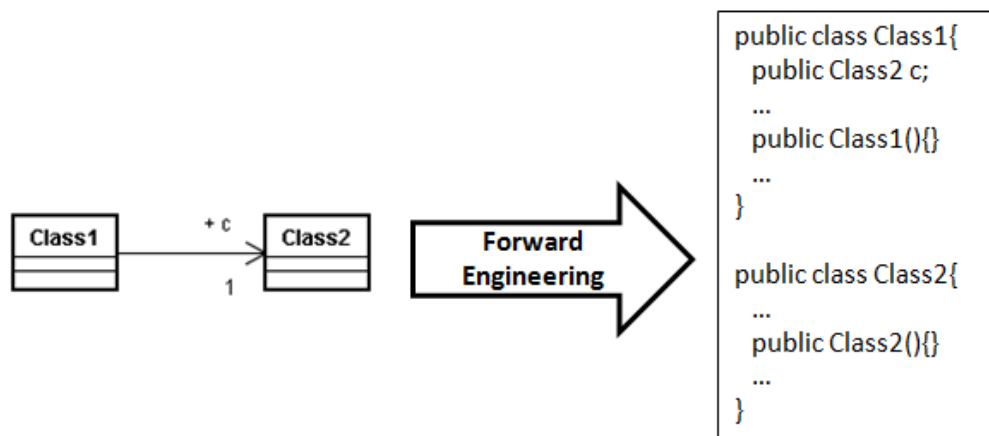 Class1
+ c
1
Class2
Forward
Engineering
public class Class1{
public Class2 c;
...
public Class1(){}
...
}
public class Class2{
...
public Class2(){}
...
}